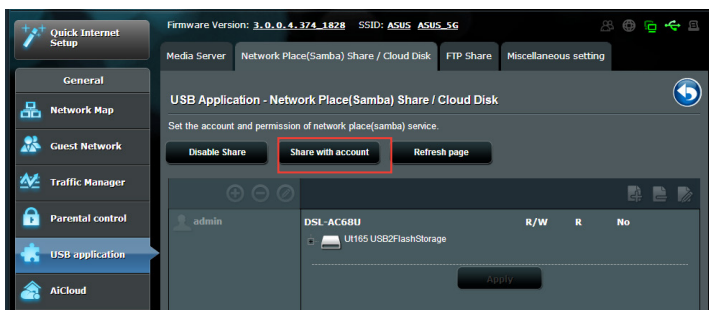 Quick Internet
Setup
Firmware Version: 3.0.0.4.374_1828 SSID: ASUS ASUS_5G
Media Server Network Place(Samba) Share / Cloud Disk FTP Share Miscellaneous setting
General
Network Map
Guest Network
Traffic Manager
Parental control
USB application
AiCloud
USB Application - Network Place(Samba) Share / Cloud Disk
Set the account and permission of network place(samba) service.
Disable Share Share with account Refresh page
admin
DSL-AC68U R/W R No
Ut165 USB2FlashStorage
Apply